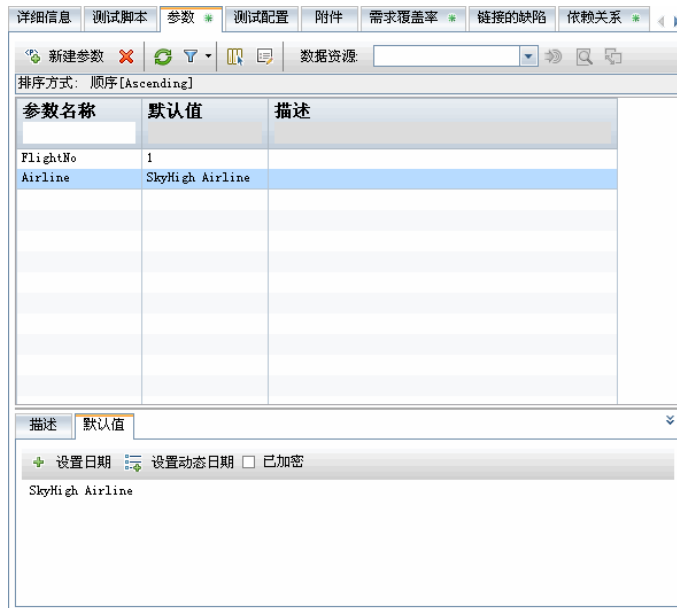 详细信息 测试脚本 参数 * 测试配置 附件 需求覆盖率 * 链接的缺陷 依赖关系 *
新建参数 数据资源:
排序方式: 顺序[Ascending]
参数名称 默认值 描述
FlightNo 1
Airline SkyHigh Airline
描述 默认值
设置日期 设置动态日期 已加密
SkyHigh Airline